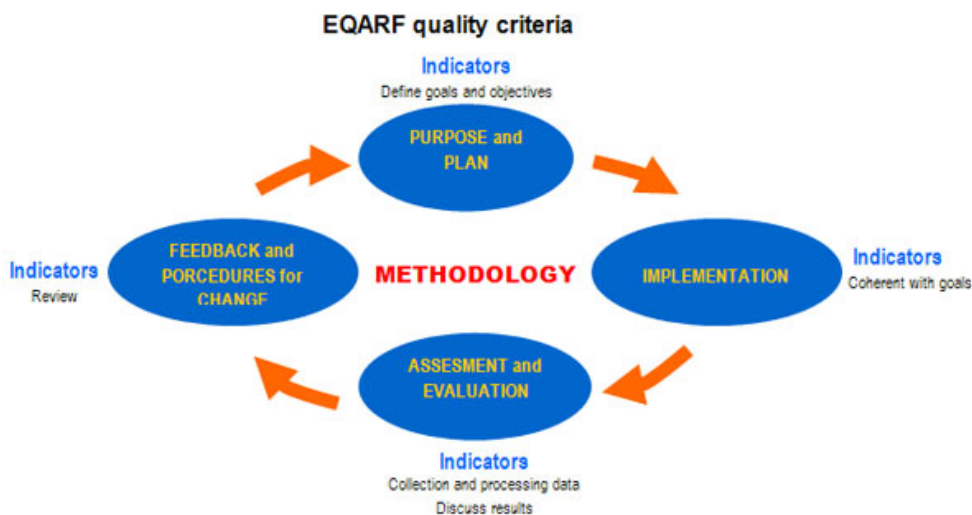 EQARF quality criteria
Indicators
Define goals and objectives
PURPOSE and
PLAN
FEEDBACK and
PORCEDURES for
CHANGE
Indicators
Review
METHODOLOGY
IMPLEMENTATION
Indicators
Coherent with goals
ASSESMENT and
EVALUATION
Indicators
Collection and processing data
Discuss results